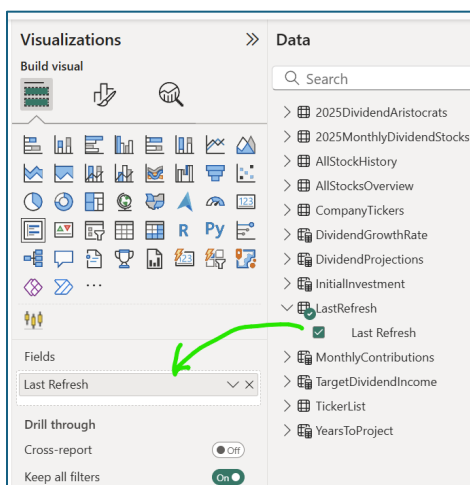 Visualizations
Build visual
123
R
Py
123
Fields
Last Refresh
Drill through
Cross-report
Off
Keep all filters
On
Data
Search
2025DividendAristocrats
2025MonthlyDividendStocks
AllStockHistory
AllStocksOverview
CompanyTickers
DividendGrowthRate
DividendProjections
InitialInvestment
LastRefresh
Last Refresh
MonthlyContributions
TargetDividendIncome
TickerList
YearsToProject